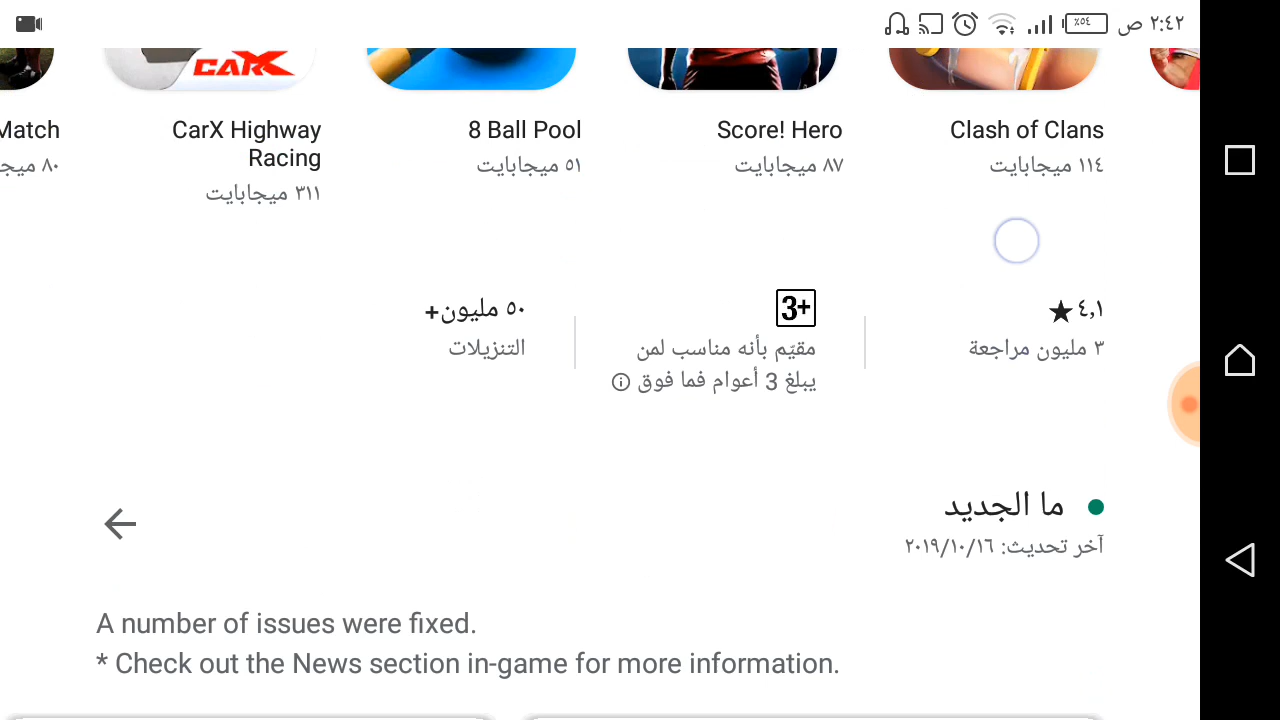 ٢:٤٢ ص
٪٥٤
CARX
Clash of Clans
١١٤ ميجابايت
Score! Hero
٨٧ ميجابايت
8 Ball Pool
٥١ ميجابايت
CarX Highway
Racing
٣١١ ميجابايت
Match
٨٠ ميج
٤٫١ ★
٣ مليون مراجعة
3+
مقيّم بأنه مناسب لمن
يبلغ 3 أعوام فما فوق
٥٠ مليون+
التنزيلات
ما الجديد
آخر تحديث: ٢٠١٩/١٠/١٦
A number of issues were fixed.
* Check out the News section in-game for more information.